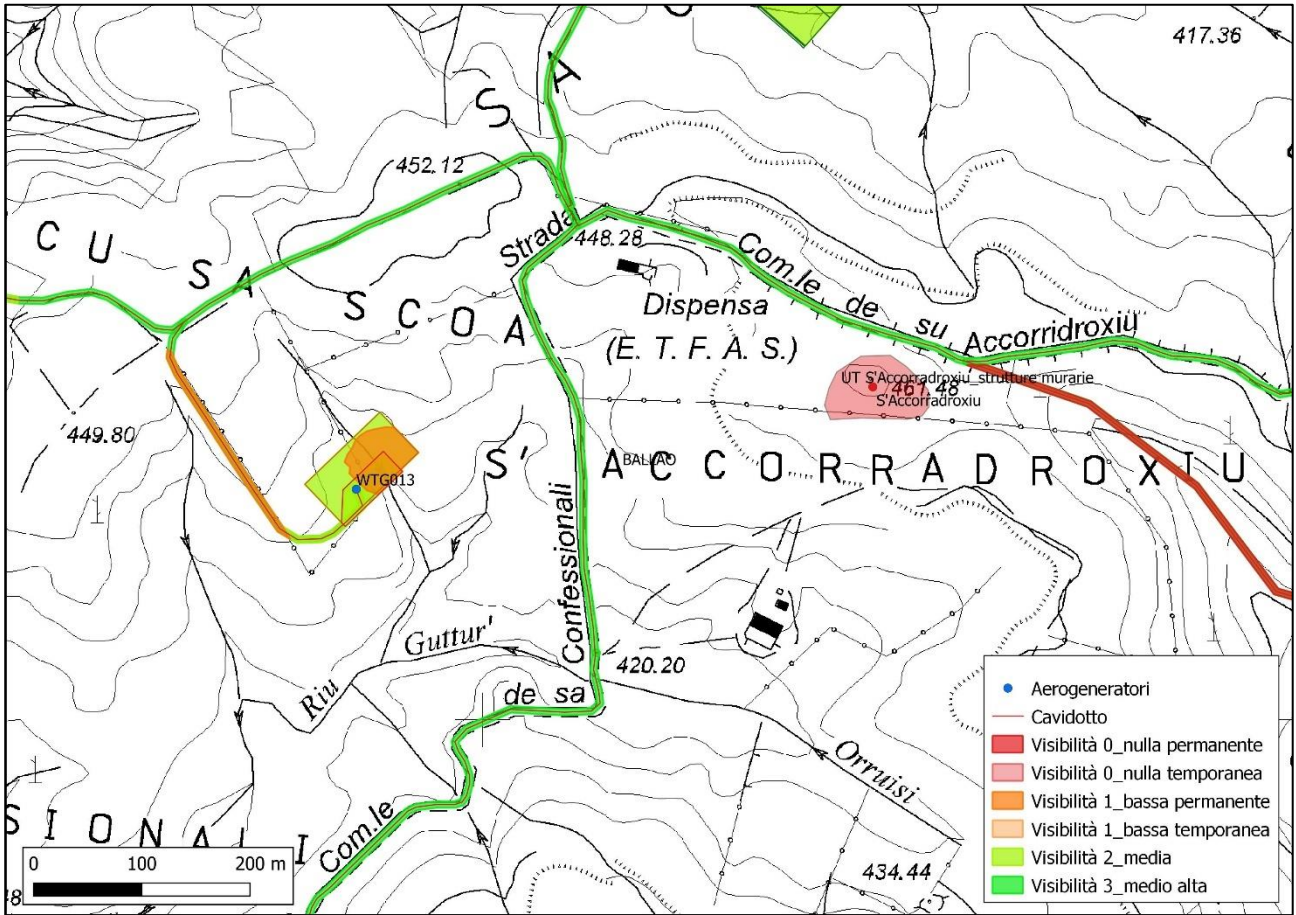 417.36
S A
452.12
C U S A S C O A
Strada
448.28
Com.le de su Accorridroxiu
Dispensa
(E. T. F. A. S.)
UT S'Accorradroxiu_strutture murarie
461.48
S'Accorradroxiu
449.80
WTG013
BALLAO
S' A C C O R R A D R O X I U
Confessionali
Guttur'
Riu
420.20
de sa
Orruisi
Com.le
S I O N A L I
434.44
0 100 200 m
Aerogeneratori
Cavidotto
Visibilità 0_nulla permanente
Visibilità 0_nulla temporanea
Visibilità 1_bassa permanente
Visibilità 1_bassa temporanea
Visibilità 2_media
Visibilità 3_medio alta